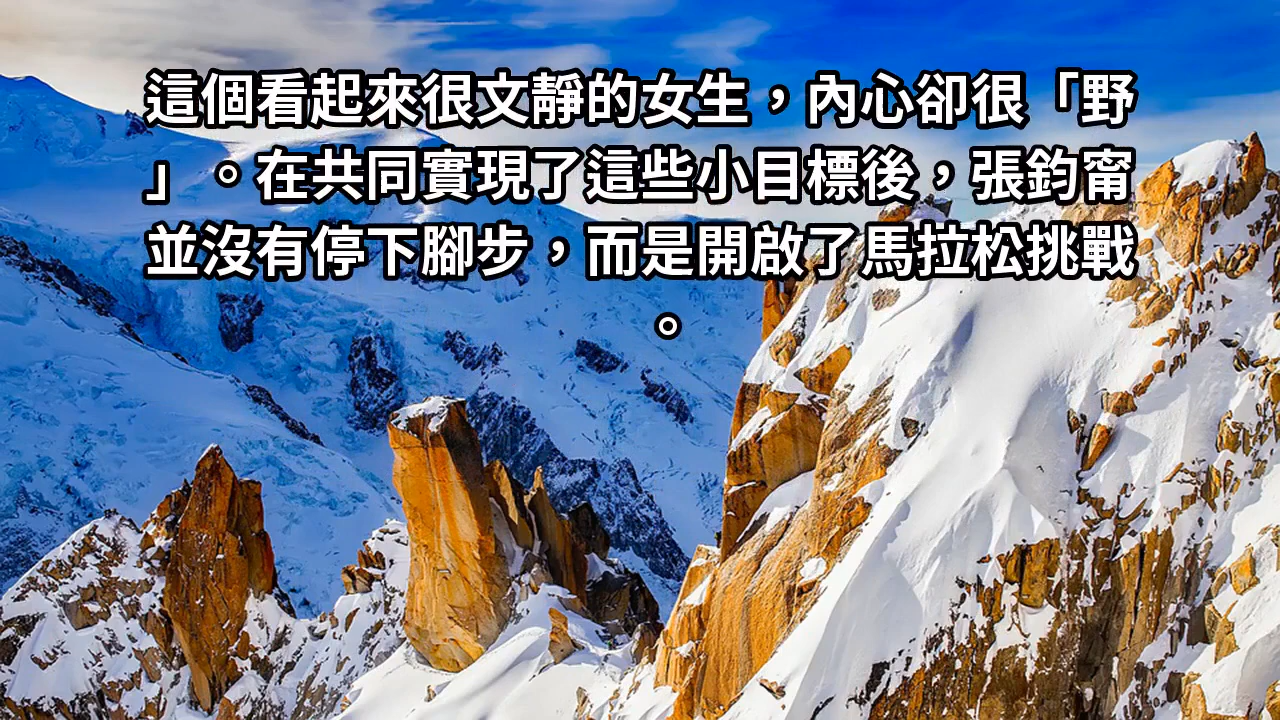 這個看起來很文靜的女生，內心卻很「野
」。在共同實現了這些小目標後，張鈞甯
並沒有停下腳步，而是開啟了馬拉松挑戰
。